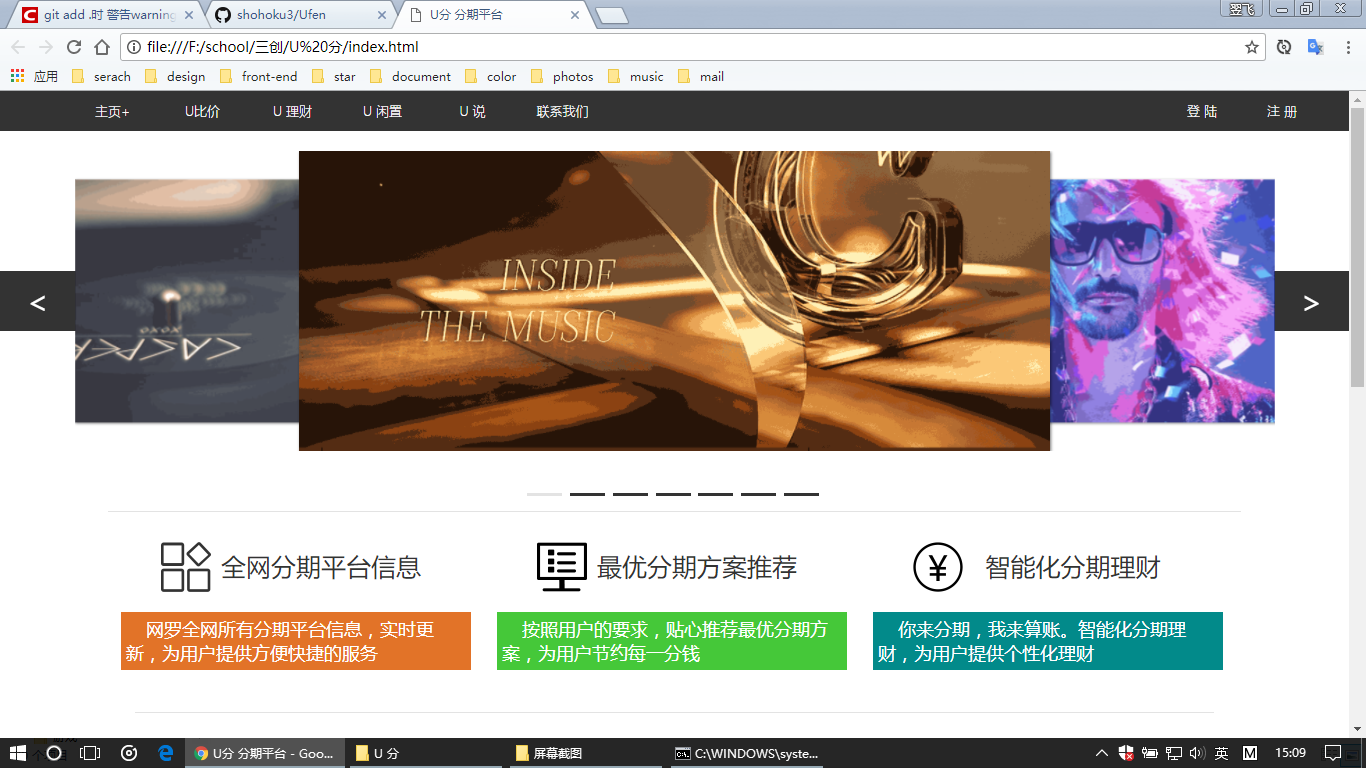 git add .时 警告warning
shohoku3/Ufen
U分 分期平台
翌飞
file:///F:/school/三创/U%20分/index.html
应用 serach design front-end star document color photos music mail
主页+ U比价 U 理财 U 闲置 U 说 联系我们 登 陆 注 册
INSIDE
THE MUSIC
xoxo
CASPER
<
>
全网分期平台信息
最优分期方案推荐
智能化分期理财
网罗全网所有分期平台信息，实时更
新，为用户提供方便快捷的服务
按照用户的要求，贴心推荐最优分期方
案，为用户节约每一分钱
你来分期，我来算账。智能化分期理
财，为用户提供个性化理财
U分 分期平台 - Goo...
U 分
屏幕截图
C:\WINDOWS\syste...
英
M
15:09